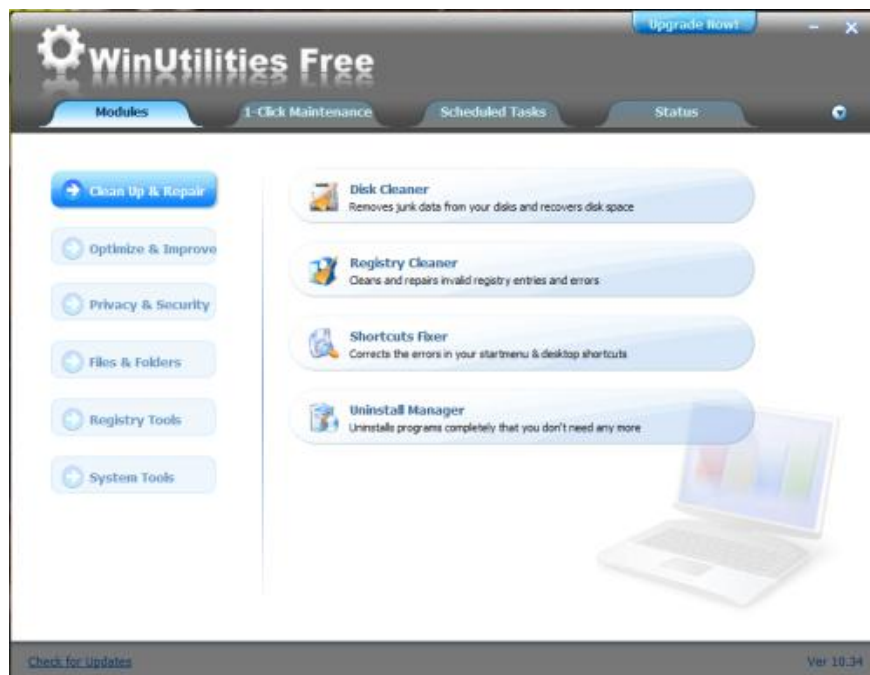 Upgrade Now!
WinUtilities Free
Modules
1-Click Maintenance
Scheduled Tasks
Status
Clean Up & Repair
Optimize & Improve
Privacy & Security
Files & Folders
Registry Tools
System Tools
Disk Cleaner
Removes junk data from your disks and recovers disk space
Registry Cleaner
Cleans and repairs invalid registry entries and errors
Shortcuts Fixer
Corrects the errors in your startmenu & desktop shortcuts
Uninstall Manager
Uninstalls programs completely that you don't need any more
Check for Updates
Ver 10.34